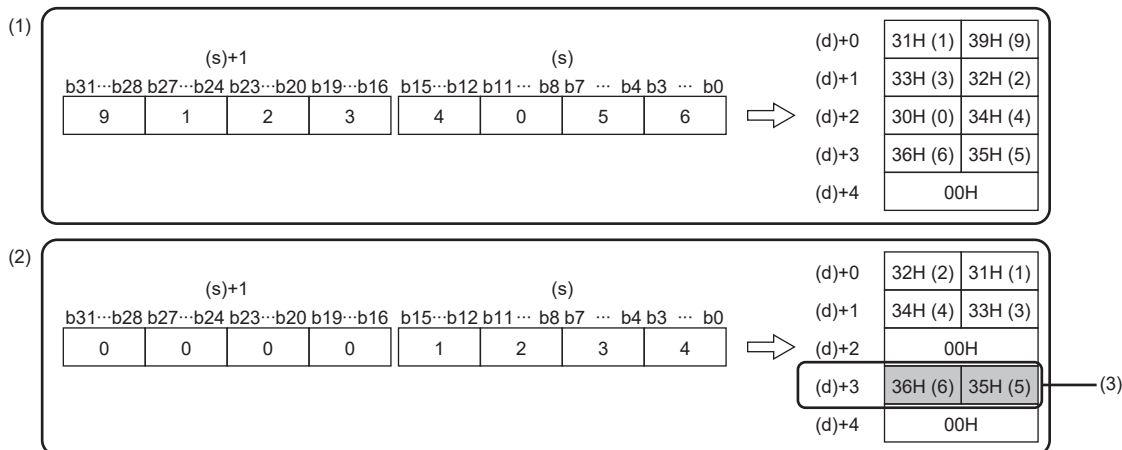 (1)
(s)+1 (s)
b31···b28 b27···b24 b23···b20 b19···b16 b15···b12 b11 ··· b8 b7 ··· b4 b3 ··· b0
9 1 2 3 4 0 5 6
(d)+0 31H (1) 39H (9)
(d)+1 33H (3) 32H (2)
(d)+2 30H (0) 34H (4)
(d)+3 36H (6) 35H (5)
(d)+4 00H
(2)
(s)+1 (s)
b31···b28 b27···b24 b23···b20 b19···b16 b15···b12 b11 ··· b8 b7 ··· b4 b3 ··· b0
0 0 0 0 1 2 3 4
(d)+0 32H (2) 31H (1)
(d)+1 34H (4) 33H (3)
(d)+2 00H
(d)+3 36H (6) 35H (5) (3)
(d)+4 00H